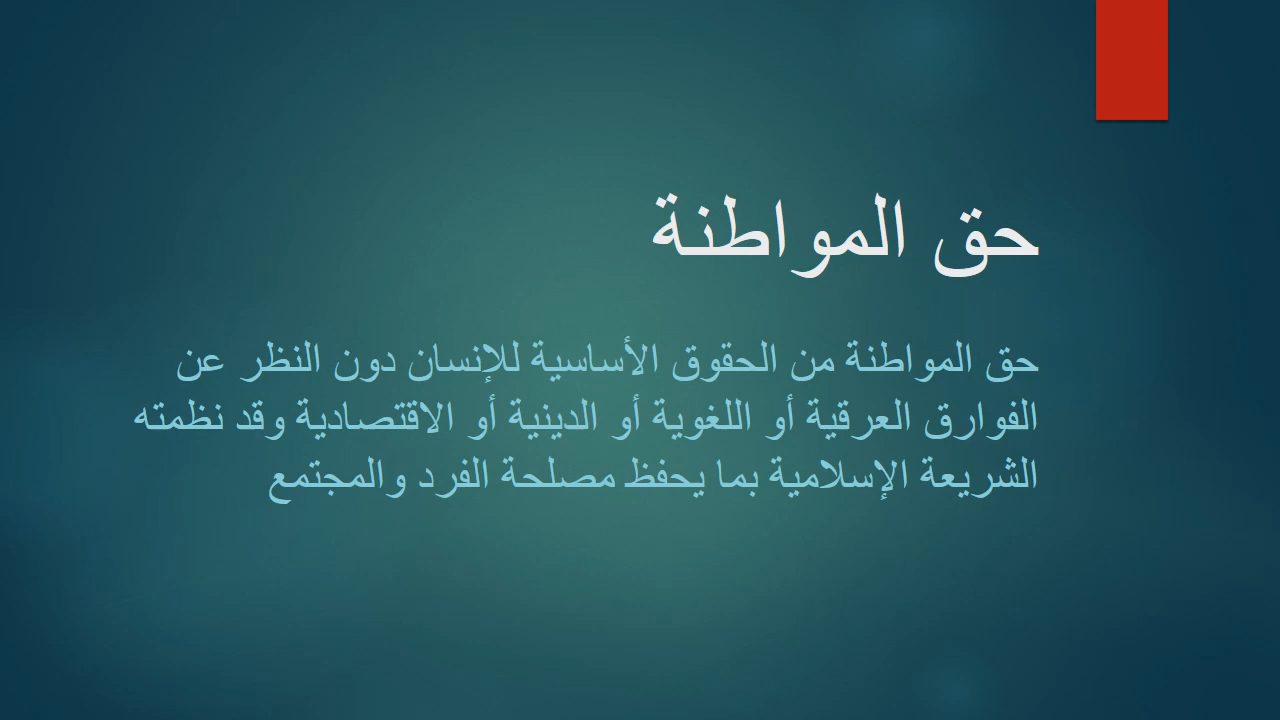 حق المواطنة
حق المواطنة من الحقوق الأساسية للإنسان دون النظر عن
الفوارق العرقية أو اللغوية أو الدينية أو الاقتصادية وقد نظمته
الشريعة الإسلامية بما يحفظ مصلحة الفرد والمجتمع